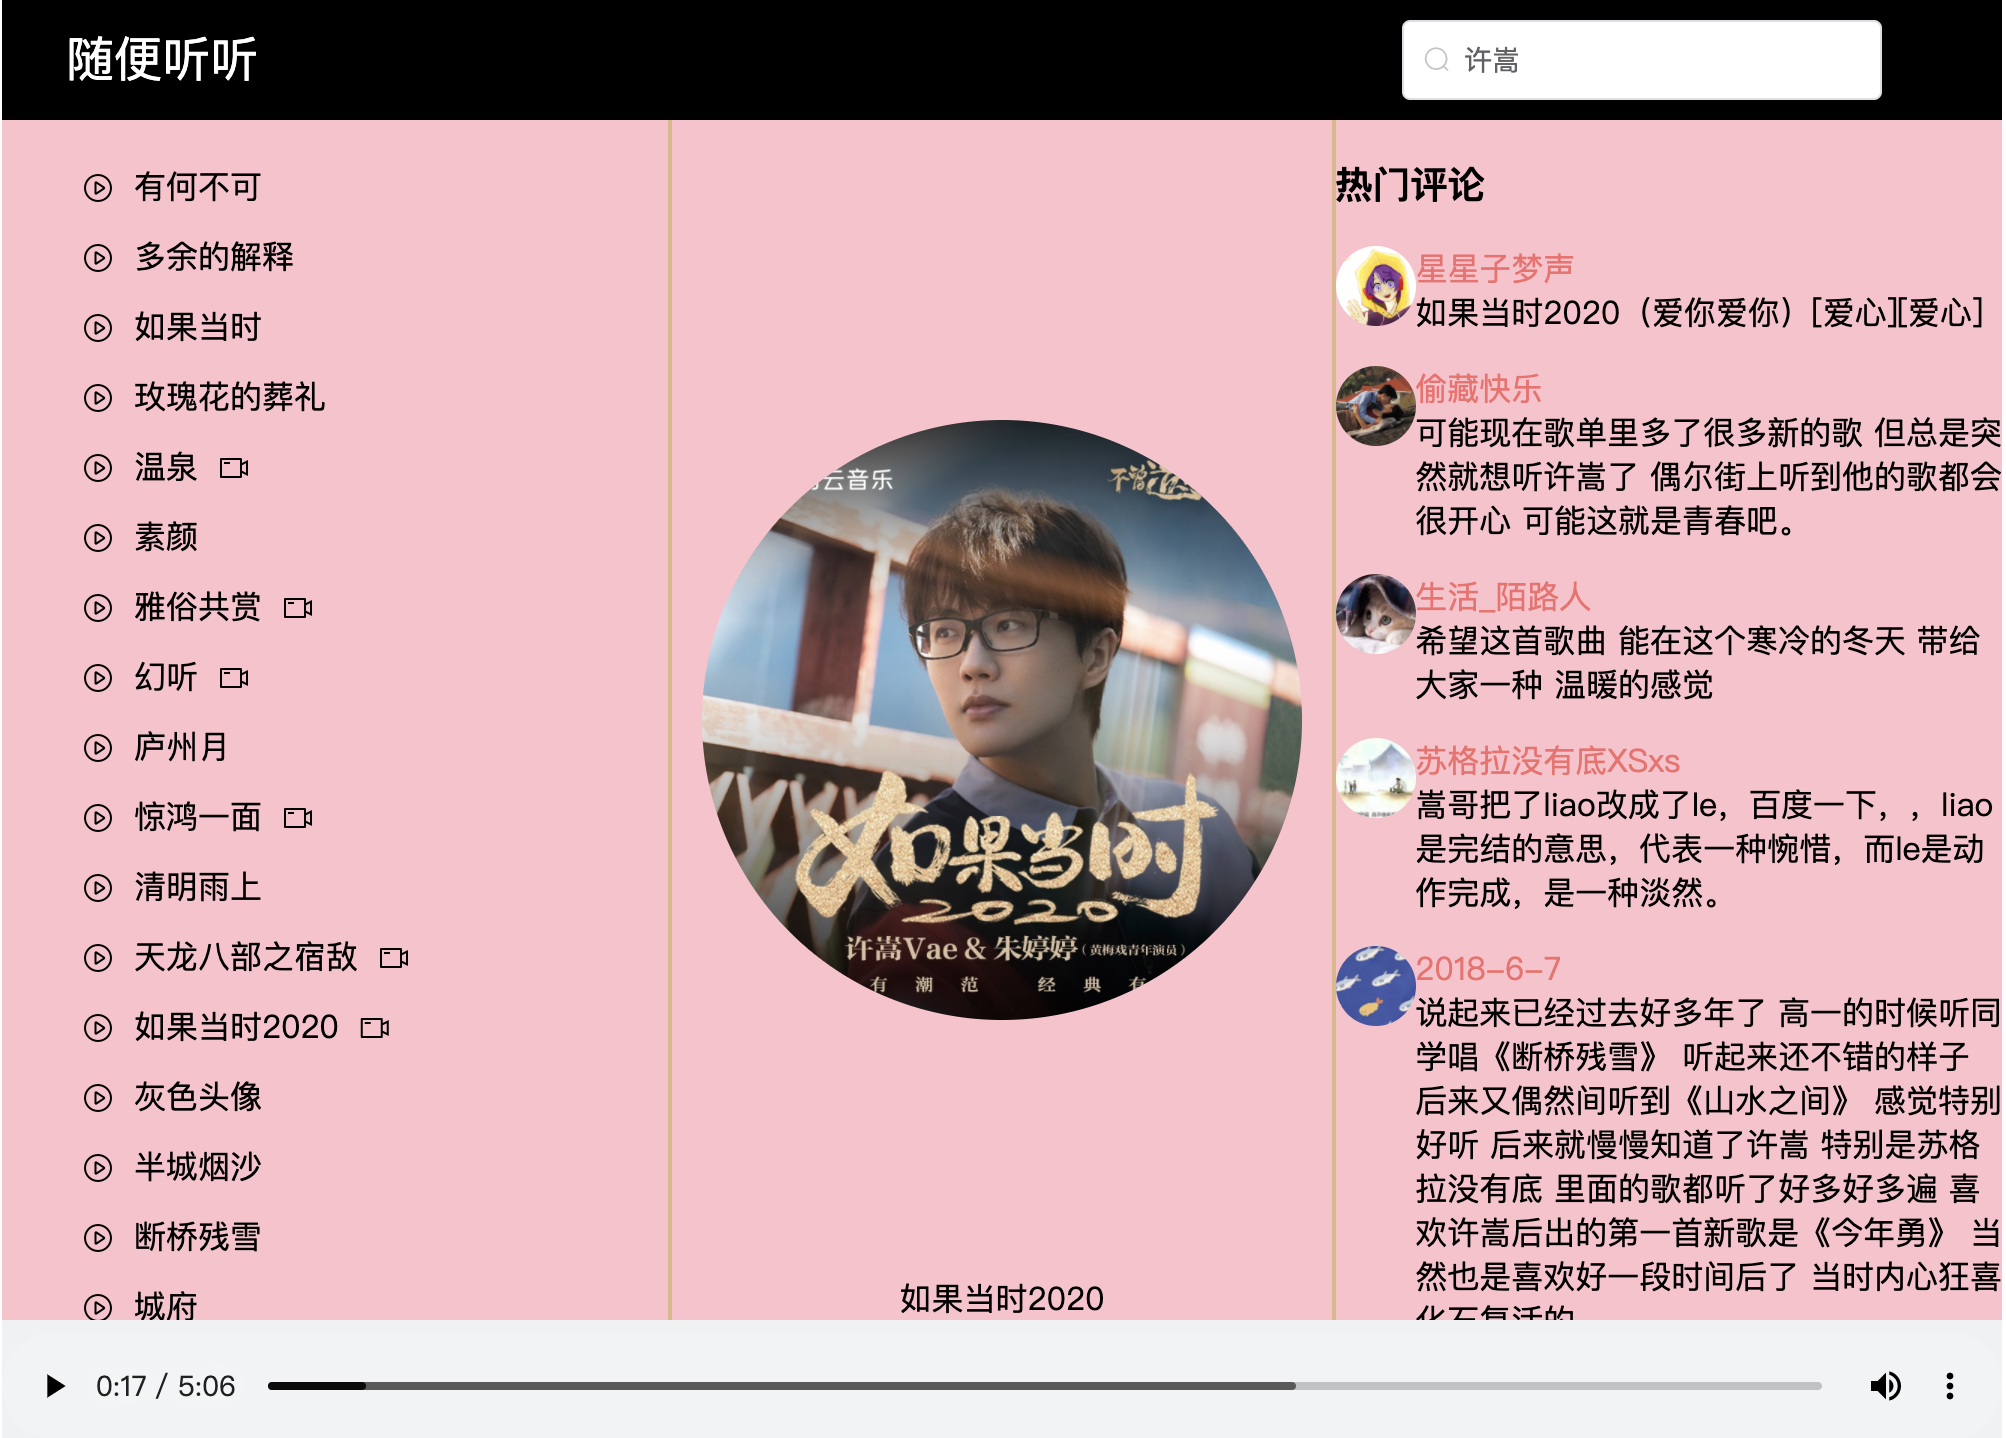 随便听听
许嵩
有何不可
多余的解释
如果当时
玫瑰花的葬礼
温泉
素颜
雅俗共赏
幻听
庐州月
惊鸿一面
清明雨上
天龙八部之宿敌
如果当时2020
灰色头像
半城烟沙
断桥残雪
城府
云音乐
不曾
如果当时
2020
许嵩Vae & 朱婷婷(黄梅戏青年演员)
有 潮 范 经 典 有
如果当时2020
热门评论
星星子梦声
如果当时2020（爱你爱你）[爱心][爱心]
偷藏快乐
可能现在歌单里多了很多新的歌 但总是突
然就想听许嵩了 偶尔街上听到他的歌都会
很开心 可能这就是青春吧。
生活_陌路人
希望这首歌曲 能在这个寒冷的冬天 带给
大家一种 温暖的感觉
苏格拉没有底XSxs
嵩哥把了liao改成了le，百度一下，，liao
是完结的意思，代表一种惋惜，而le是动
作完成，是一种淡然。
2018-6-7
说起来已经过去好多年了 高一的时候听同
学唱《断桥残雪》 听起来还不错的样子
后来又偶然间听到《山水之间》 感觉特别
好听 后来就慢慢知道了许嵩 特别是苏格
拉没有底 里面的歌都听了好多好多遍 喜
欢许嵩后出的第一首新歌是《今年勇》 当
然也是喜欢好一段时间后了 当时内心狂喜
化石复活的
0:17 / 5:06